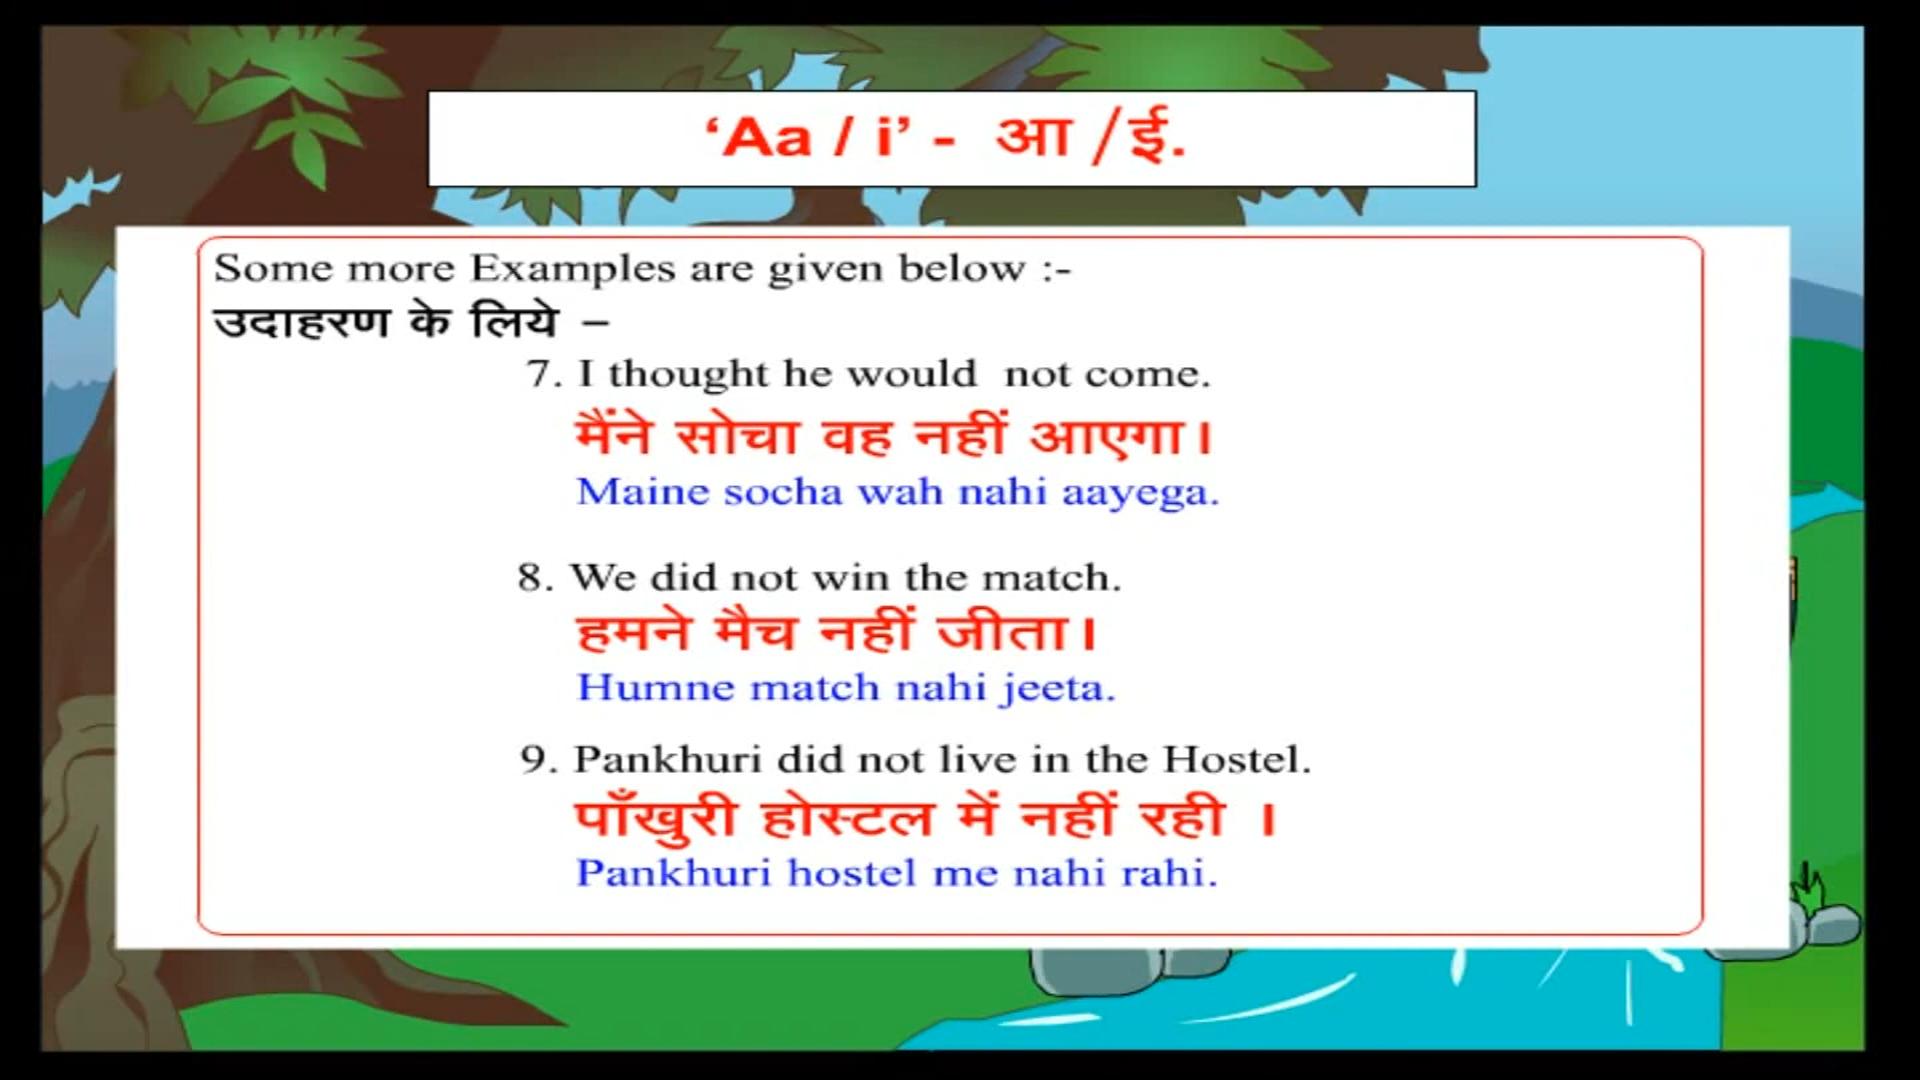 ‘Aa / i’ - आ /ई.
Some more Examples are given below :-
उदाहरण के लिये –
7. I thought he would not come.
मैंने सोचा वह नहीं आएगा।
Maine socha wah nahi aayega.
8. We did not win the match.
हमने मैच नहीं जीता।
Humne match nahi jeeta.
9. Pankhuri did not live in the Hostel.
पाँखुरी होस्टल में नहीं रही ।
Pankhuri hostel me nahi rahi.